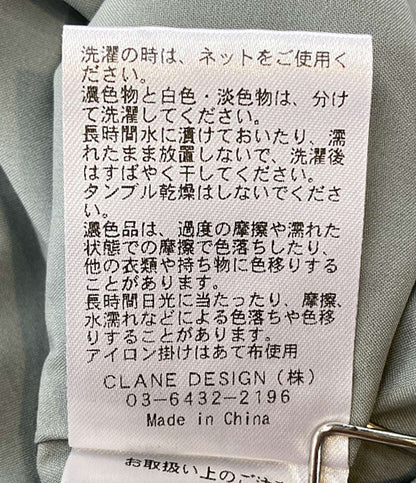 洗濯の時は、ネットをご使用く
ださい。
濃色物と白色・淡色物は、分け
て洗濯してください。
長時間水に漬けておいたり、濡
れたまま放置しないで、洗濯後
はすばやく干してください。
タンブル乾燥はしないでくださ
い。
濃色品は、過度の摩擦や濡れた
状態での摩擦で色落ちしたり、
他の衣類や持ち物に色移りする
ことがあります。
長時間日光に当たったり、摩擦、
水濡れなどによる色落ちや色移
りすることがあります。
アイロン掛けはあて布使用
CLANE DESIGN（株）
03-6432-2196
Made in China
お取扱い上のご注